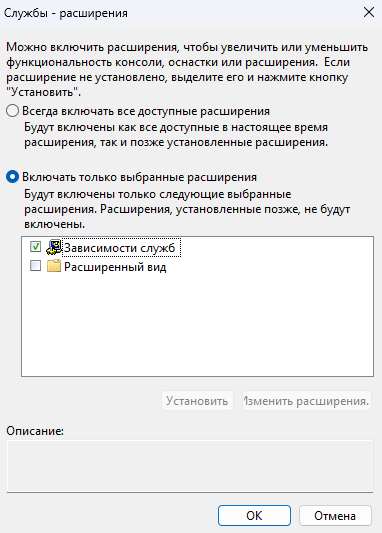 Службы - расширения
Можно включить расширения, чтобы увеличить или уменьшить
функциональность консоли, оснастки или расширения.  Если
расширение не установлено, выделите его и нажмите кнопку
"Установить".
Всегда включать все доступные расширения
Будут включены как все доступные в настоящее время
расширения, так и позже установленные расширения.
Включать только выбранные расширения
Будут включены только следующие выбранные
расширения. Расширения, установленные позже, не будут
включены.
Зависимости служб
Расширенный вид
Установить
Изменить расширения.
Описание:
ОК
Отмена